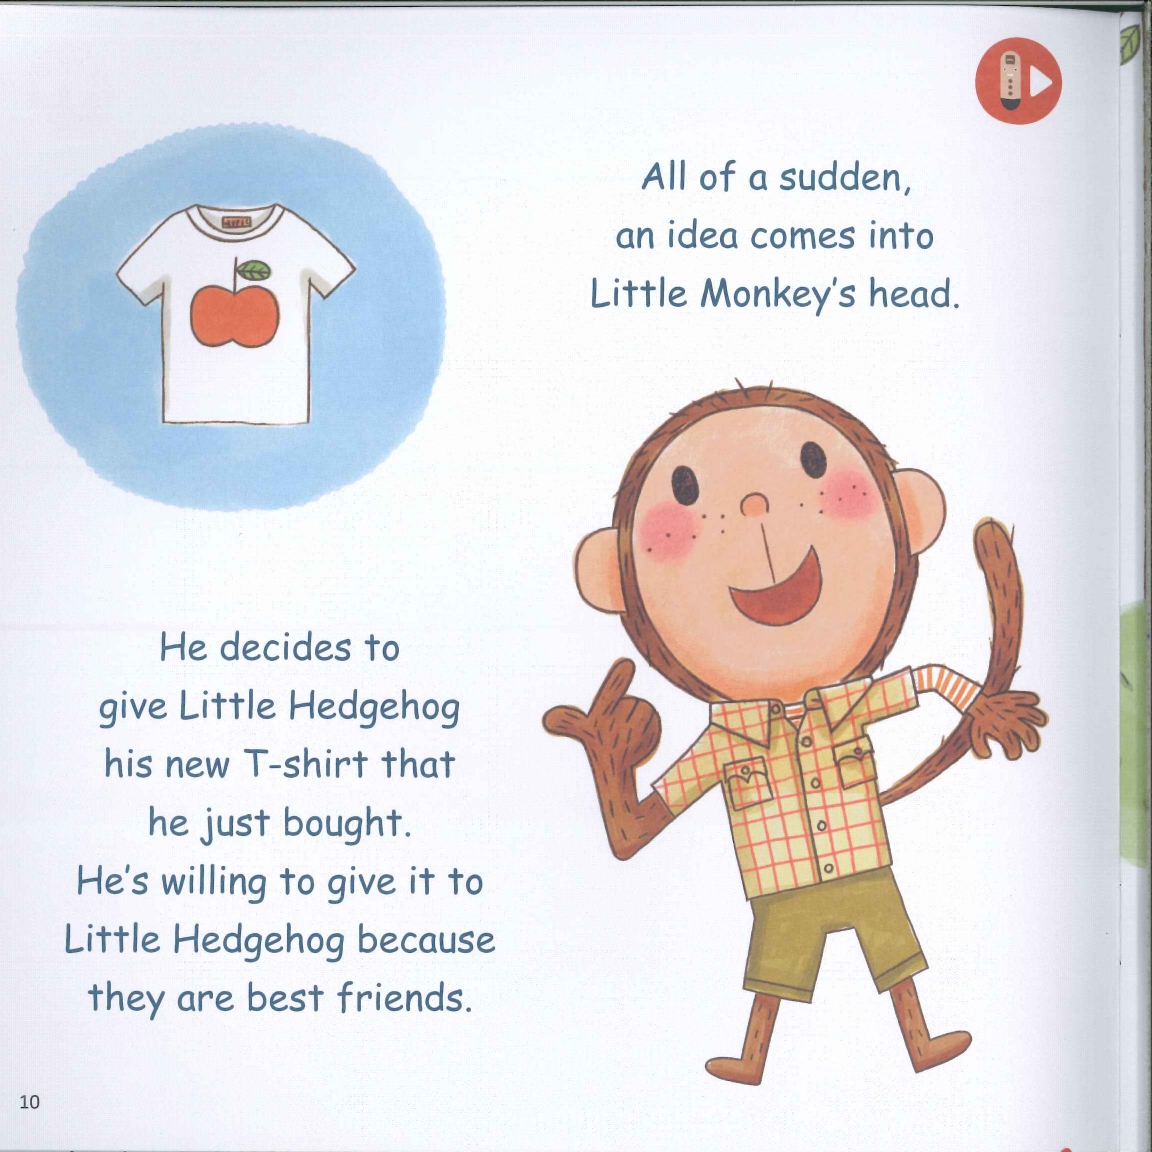 All of a sudden,
an idea comes into
Little Monkey's head.
He decides to
give Little Hedgehog
his new T-shirt that
he just bought.
He's willing to give it to
Little Hedgehog because
they are best friends.
10